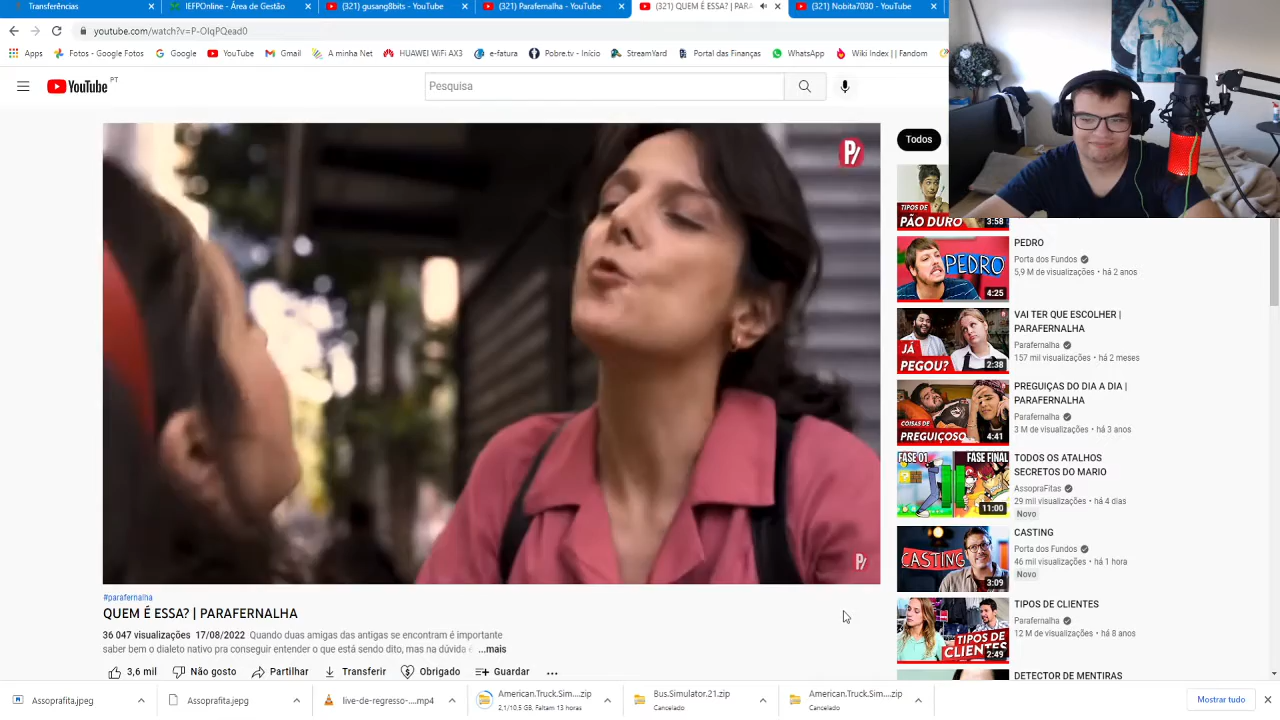 Transferências
IEFPOnline - Área de Gestão
(321) gusang8bits - YouTube
(321) Parafernalha - YouTube
(321) QUEM É ESSA? | PARA
(321) Nobita7030 - YouTube
youtube.com/watch?v=P-OIqPQead0
Apps
Fotos - Google Fotos
Google
YouTube
Gmail
A minha Net
HUAWEI WiFi AX3
e-fatura
Pobre.tv - Início
StreamYard
Portal das Finanças
WhatsApp
Wiki Index | Fandom
YouTube PT
Pesquisa
P/
Todos
TIPOS DE
PÃO DURO
3:58
PEDRO
4:25
PEDRO
Porta dos Fundos
5,9 M de visualizações • há 2 anos
JÁ
PEGOU?
2:38
VAI TER QUE ESCOLHER |
PARAFERNALHA
Parafernalha
157 mil visualizações • há 2 meses
COISAS DE
PREGUIÇOSO
4:41
PREGUIÇAS DO DIA A DIA |
PARAFERNALHA
Parafernalha
3 M de visualizações • há 3 anos
FASE 01
FASE FINAL
11:00
TODOS OS ATALHOS
SECRETOS DO MARIO
AssopraFitas
29 mil visualizações • há 4 dias
Novo
CASTING
3:09
CASTING
Porta dos Fundos
46 mil visualizações • há 1 hora
Novo
TIPOS DE
CLIENTES
2:49
TIPOS DE CLIENTES
Parafernalha
12 M de visualizações • há 8 anos
DETECTOR DE MENTIRAS
P/
#parafernalha
QUEM É ESSA? | PARAFERNALHA
36 047 visualizações 17/08/2022 Quando duas amigas das antigas se encontram é importante
saber bem o dialeto nativo pra conseguir entender o que está sendo dito, mas na dúvida é ...mais
3,6 mil
Não gosto
Partilhar
Transferir
Obrigado
Guardar
Assoprafita.jpeg
Assoprafita.jpeg
live-de-regresso-....mp4
American.Truck.Sim....zip
2,1/10,5 GB, Faltam 13 horas
Bus.Simulator.21.zip
Cancelado
American.Truck.Sim....zip
Cancelado
Mostrar tudo